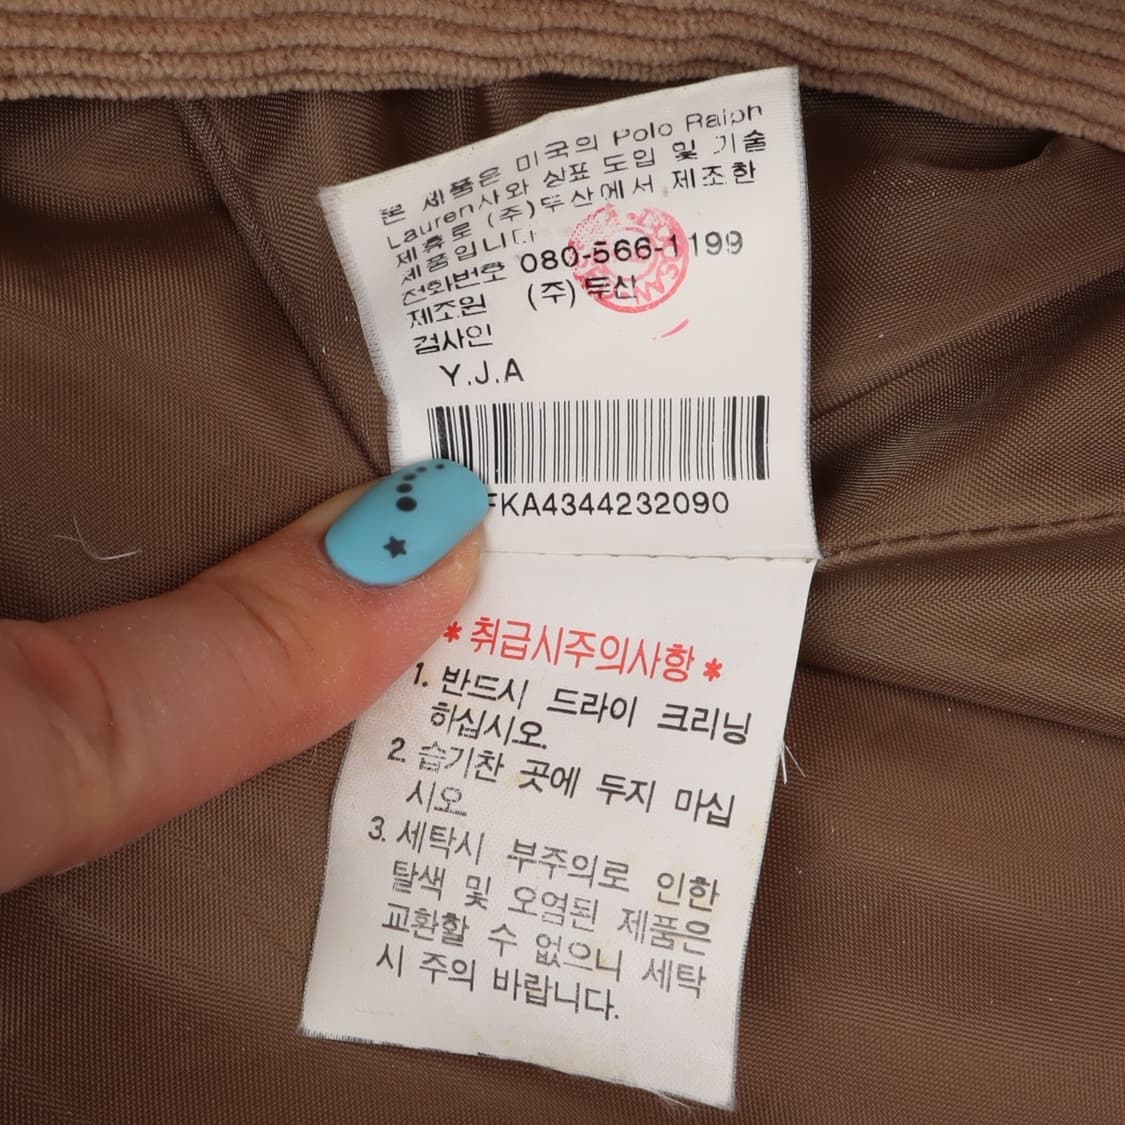 본 제품은 미국의 Polo Ralph
Lauren사와 상표 도입 및 기술
제휴로 (주)두산에서 제조한
제품입니다
전화번호 080-566-1199
제조원 (주)두산
검사인
Y.J.A
FKA4344232090
* 취급시주의사항 *
1. 반드시 드라이 크리닝
하십시오.
2. 습기찬 곳에 두지 마십
시오
3. 세탁시 부주의로 인한
탈색 및 오염된 제품은
교환할 수 없으니 세탁
시 주의 바랍니다.